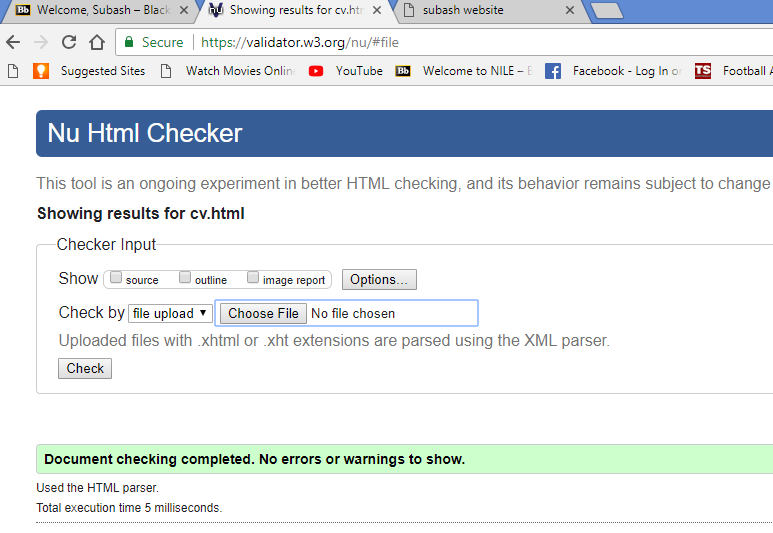 Bb Welcome, Subash – Black
nu Showing results for cv.htm
subash website
Secure https://validator.w3.org/nu/#file
Suggested Sites Watch Movies Onlin YouTube Bb Welcome to NILE – B Facebook - Log In or TS Football A
Nu Html Checker
This tool is an ongoing experiment in better HTML checking, and its behavior remains subject to change
Showing results for cv.html
Checker Input
Show source outline image report Options...
Check by file upload Choose File No file chosen
Uploaded files with .xhtml or .xht extensions are parsed using the XML parser.
Check
Document checking completed. No errors or warnings to show.
Used the HTML parser.
Total execution time 5 milliseconds.